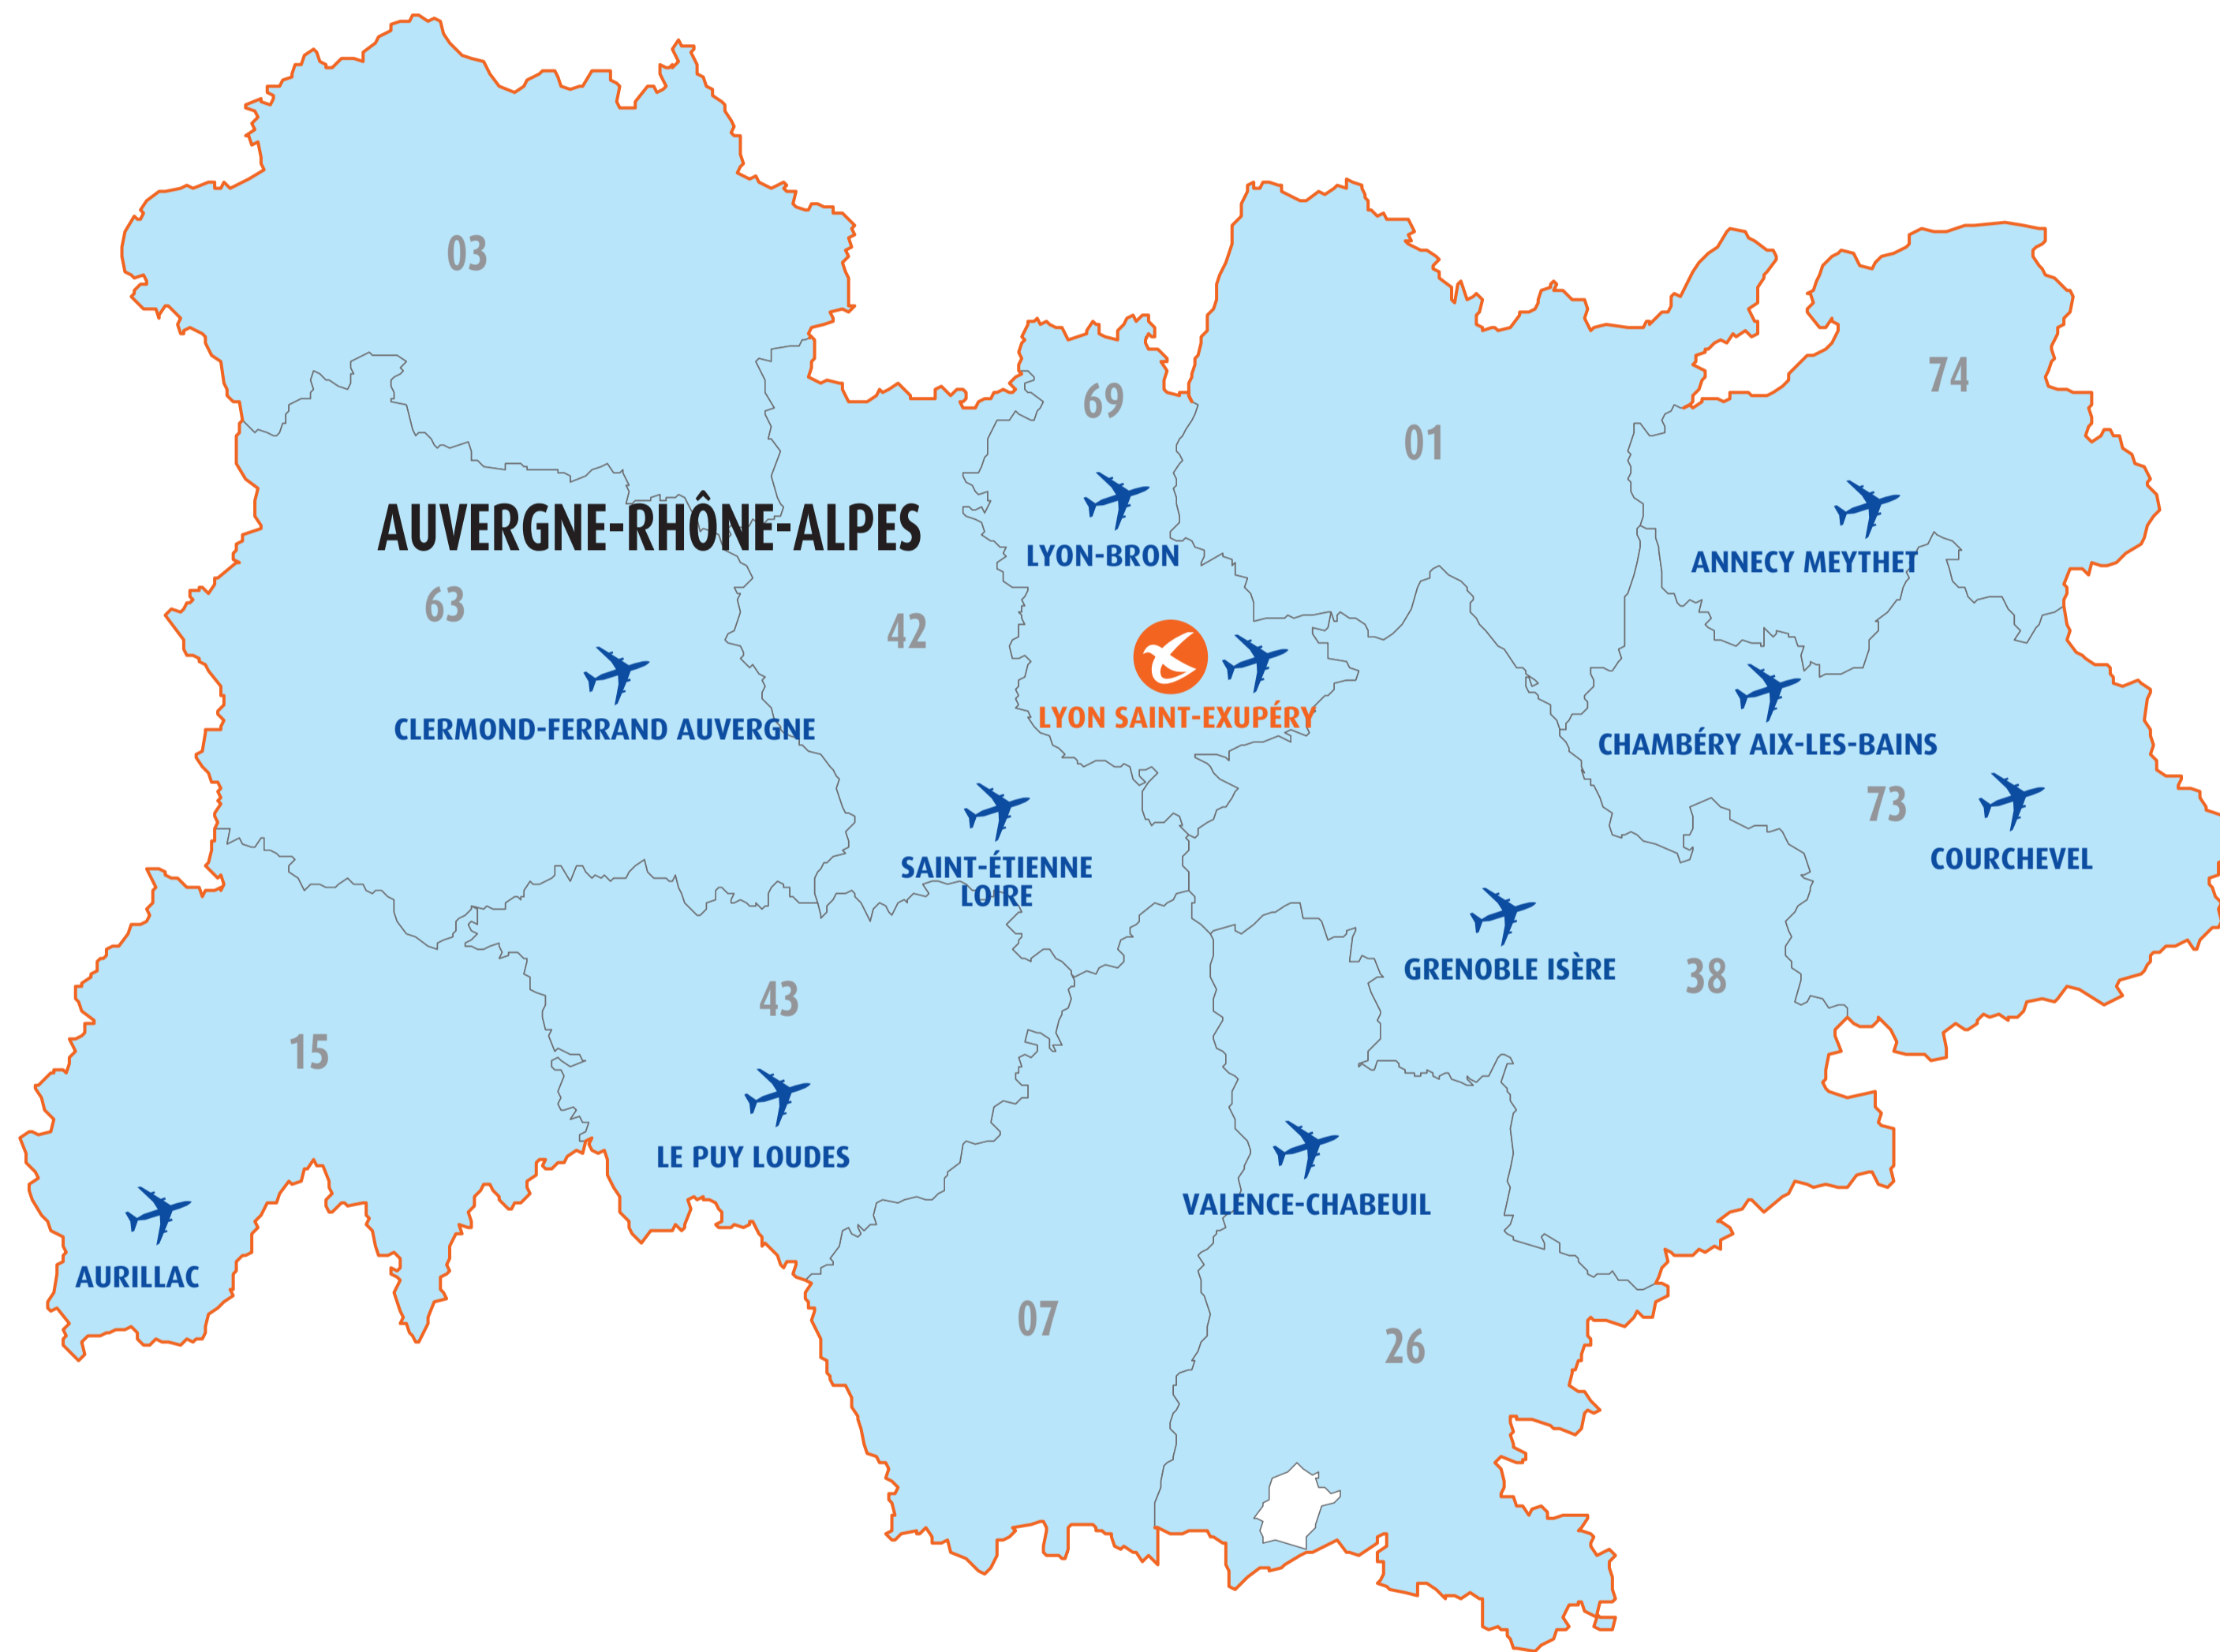 03
74
69
01
AUVERGNE-RHÔNE-ALPES
LYON-BRON
ANNECY MEYTHET
63
42
LYON SAINT-EXUPÉRY
CLERMOND-FERRAND AUVERGNE
CHAMBÉRY AIX-LES-BAINS
73
SAINT-ÉTIENNE
LOIRE
COURCHEVEL
GRENOBLE ISÈRE
38
43
15
LE PUY LOUDES
VALENCE-CHABEUIL
AURILLAC
07
26